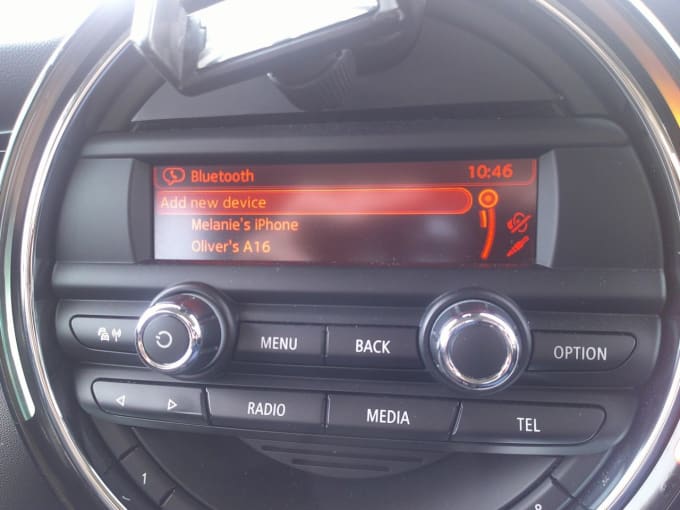 Bluetooth 10:46
Add new device
Melanie's iPhone
Oliver's A16
MENU BACK OPTION
RADIO MEDIA TEL
1